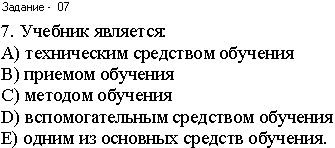 Задание - 07
7. Учебник является:
A) техническим средством обучения
B) приемом обучения
C) методом обучения
D) вспомогательным средством обучения
E) одним из основных средств обучения.